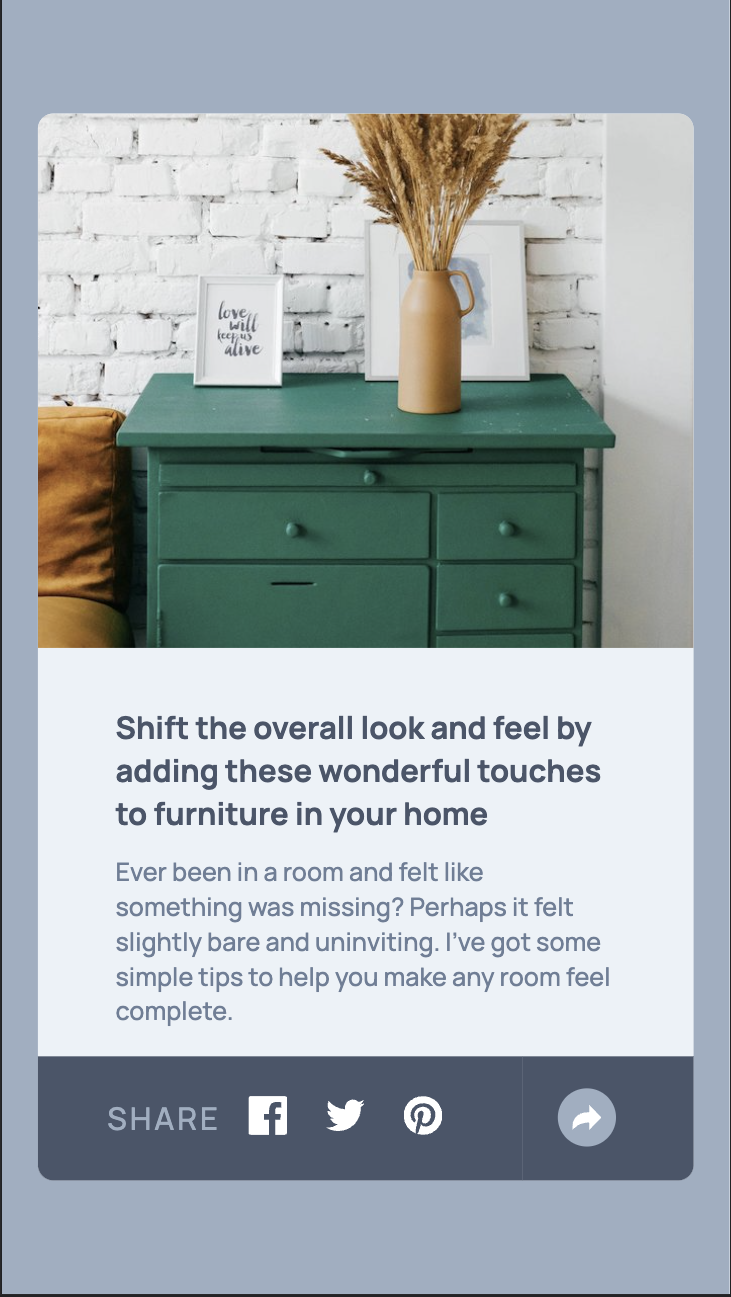 love
will
keep us
alive
Shift the overall look and feel by
adding these wonderful touches
to furniture in your home
Ever been in a room and felt like
something was missing? Perhaps it felt
slightly bare and uninviting. I’ve got some
simple tips to help you make any room feel
complete.
SHARE